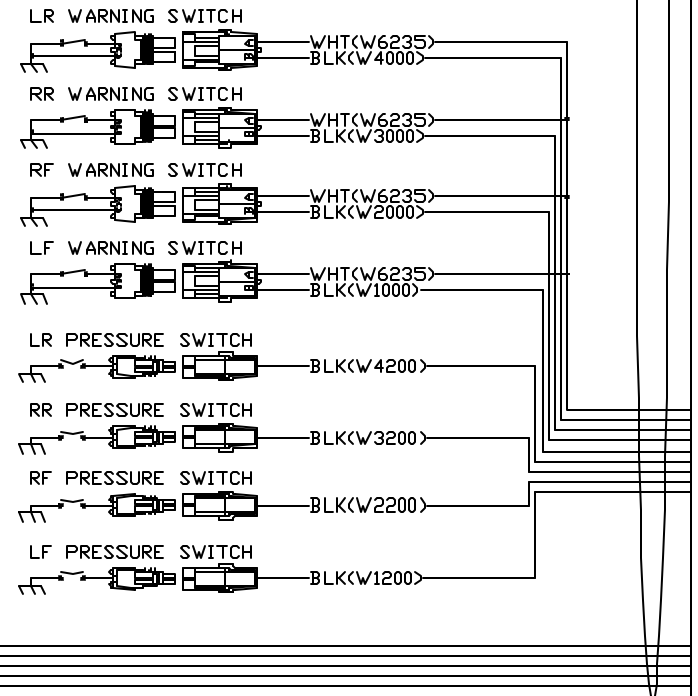 LR WARNING SWITCH
WHT(W6235)
A
B
BLK(W4000)
RR WARNING SWITCH
WHT(W6235)
A
B
BLK(W3000)
RF WARNING SWITCH
WHT(W6235)
A
B
BLK(W2000)
LF WARNING SWITCH
WHT(W6235)
A
B
BLK(W1000)
LR PRESSURE SWITCH
BLK(W4200)
RR PRESSURE SWITCH
BLK(W3200)
RF PRESSURE SWITCH
BLK(W2200)
LF PRESSURE SWITCH
BLK(W1200)